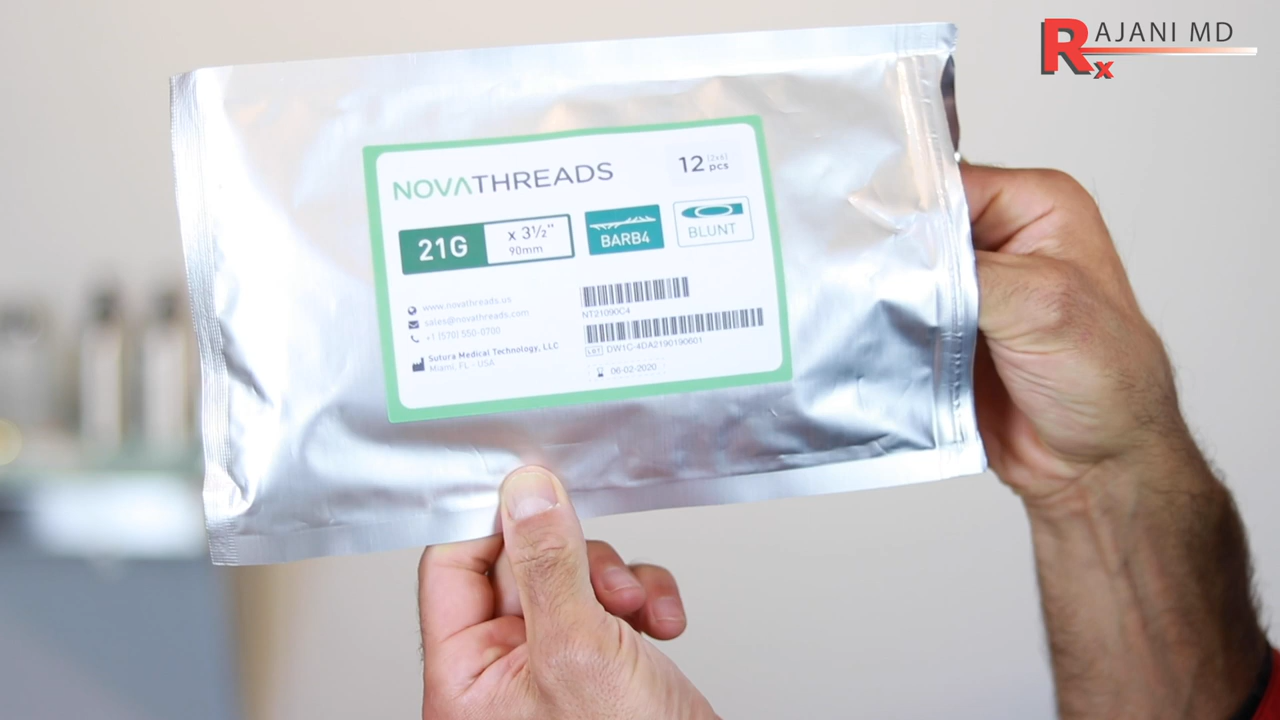 Rx RAJANI MD
NOVATHREADS
12 (2x6) pcs
21G x 3½" 90mm
BARB4
BLUNT
www.novathreads.us
sales@novathreads.com
+1 (570) 550-0700
Sutura Medical Technology, LLC
Miami, FL - USA
NT21090C4
LOT DW1C-4DA2190190601
06-02-2020